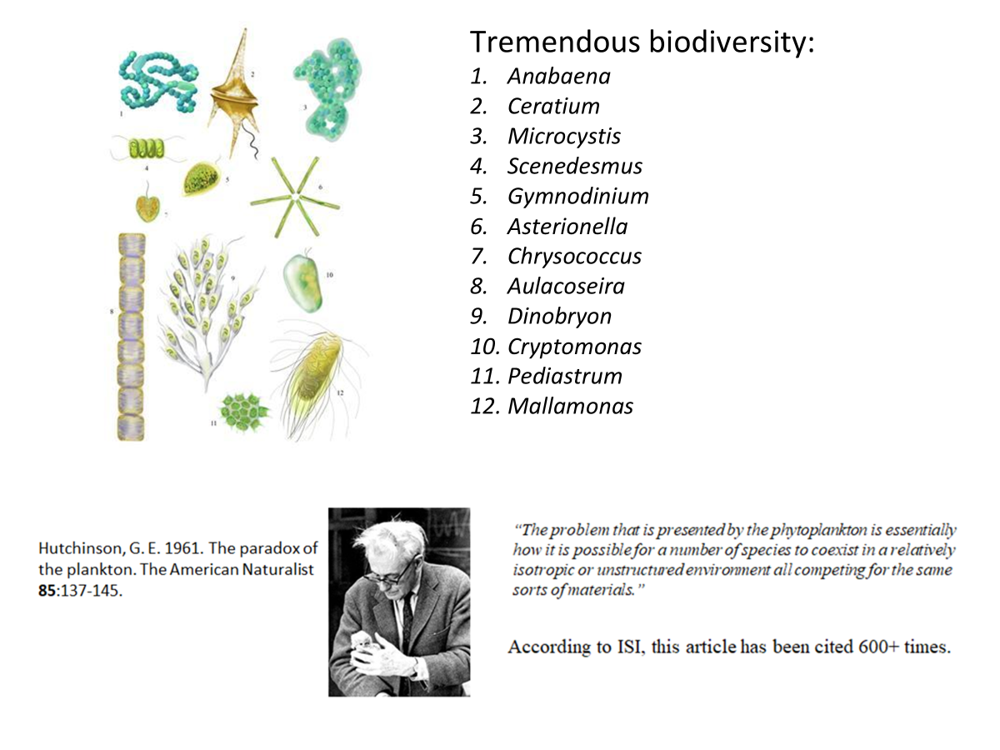 Tremendous biodiversity:
1. Anabaena
2. Ceratium
3. Microcystis
4. Scenedesmus
5. Gymnodinium
6. Asterionella
7. Chrysococcus
8. Aulacoseira
9. Dinobryon
10. Cryptomonas
11. Pediastrum
12. Mallamonas
1
2
3
4
5
6
7
8
9
10
11
12
Hutchinson, G. E. 1961. The paradox of
the plankton. The American Naturalist
85:137-145.
“The problem that is presented by the phytoplankton is essentially
how it is possible for a number of species to coexist in a relatively
isotropic or unstructured environment all competing for the same
sorts of materials.”
According to ISI, this article has been cited 600+ times.